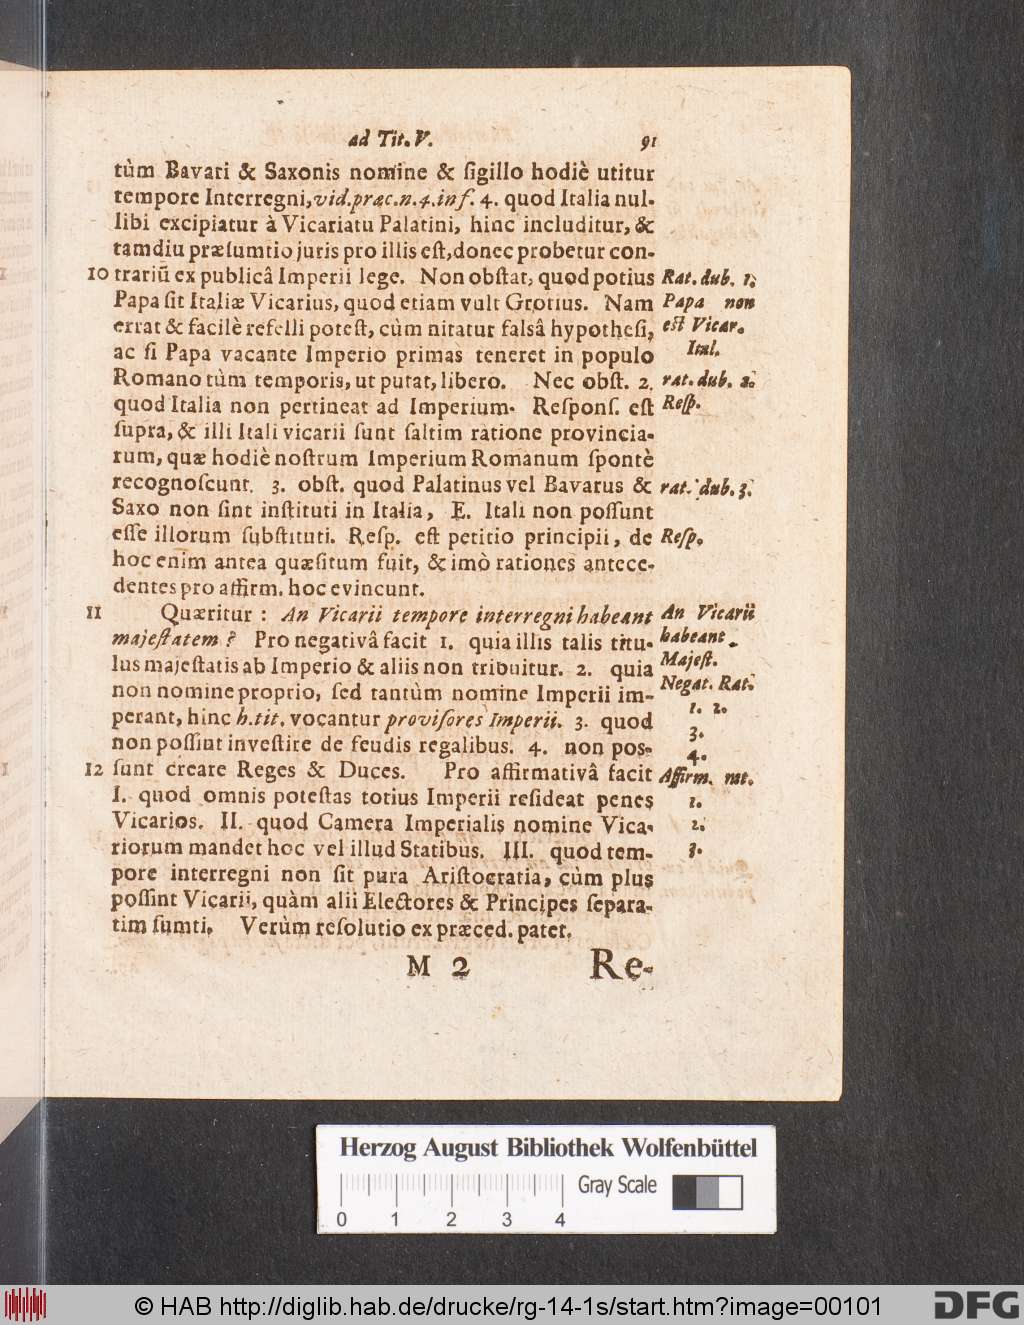 ad Tit. V. 91
tùm Bavari & Saxonis nomine & ſigillo hodiè utitur
tempore Interregni, vid. præc. n. 4. inf. 4. quod Italia nul-
libi excipiatur à Vicariatu Palatini, hinc includitur, &
tamdiu præſumtio juris pro illis eſt, donec probetur con-
10 trariũ ex publicâ Imperii lege. Non obſtat, quod potius Rat. dub. 1.
Papa ſit Italiæ Vicarius, quod etiam vult Grotius. Nam Papa non
errat & facilè refelli poteſt, cùm nitatur falsâ hypotheſi, eſt Vicar.
ac ſi Papa vacante Imperio primas teneret in populo Ital.
Romano tùm temporis, ut putat, libero. Nec obſt. 2. rat. dub. 2.
quod Italia non pertineat ad Imperium. Reſponſ. eſt Reſp.
ſupra, & illi Itali vicarii ſunt ſaltim ratione provincia-
rum, quæ hodiè noſtrum Imperium Romanum ſpontè
recognoſcunt. 3. obſt. quod Palatinus vel Bavarus & rat. dub. 3.
Saxo non ſint inſtituti in Italia, E. Itali non poſſunt
eſſe illorum ſubſtituti. Reſp. eſt petitio principii, de Reſp.
hoc enim antea quæſitum fuit, & imò rationes antece-
dentes pro affirm. hoc evincunt.
11 Quæritur : An Vicarii tempore interregni habeant An Vicarii
majeſtatem ? Pro negativâ facit 1. quia illis talis titu- habeant
lus majeſtatis ab Imperio & aliis non tribuitur. 2. quia Majeſt.
non nomine proprio, ſed tantùm nomine Imperii im- Negat. Rat.
perant, hinc h. tit. vocantur proviſores Imperii. 3. quod 1. 2.
non poſſint inveſtire de feudis regalibus. 4. non poſ- 3.
4.
12 ſunt creare Reges & Duces. Pro affirmativâ facit Affirm. rat.
I. quod omnis poteſtas totius Imperii reſideat penes 1.
Vicarios. II. quod Camera Imperialis nomine Vica- 2.
riorum mandet hoc vel illud Statibus. III. quod tem- 3.
pore interregni non ſit pura Ariſtocratia, cùm plus
poſſint Vicarii, quàm alii Electores & Principes ſepara-
tim ſumti. Verùm reſolutio ex præced. patet.
M 2 Re-
Herzog August Bibliothek Wolfenbüttel
Gray Scale
0 1 2 3 4
© HAB http://diglib.hab.de/drucke/rg-14-1s/start.htm?image=00101 DFG